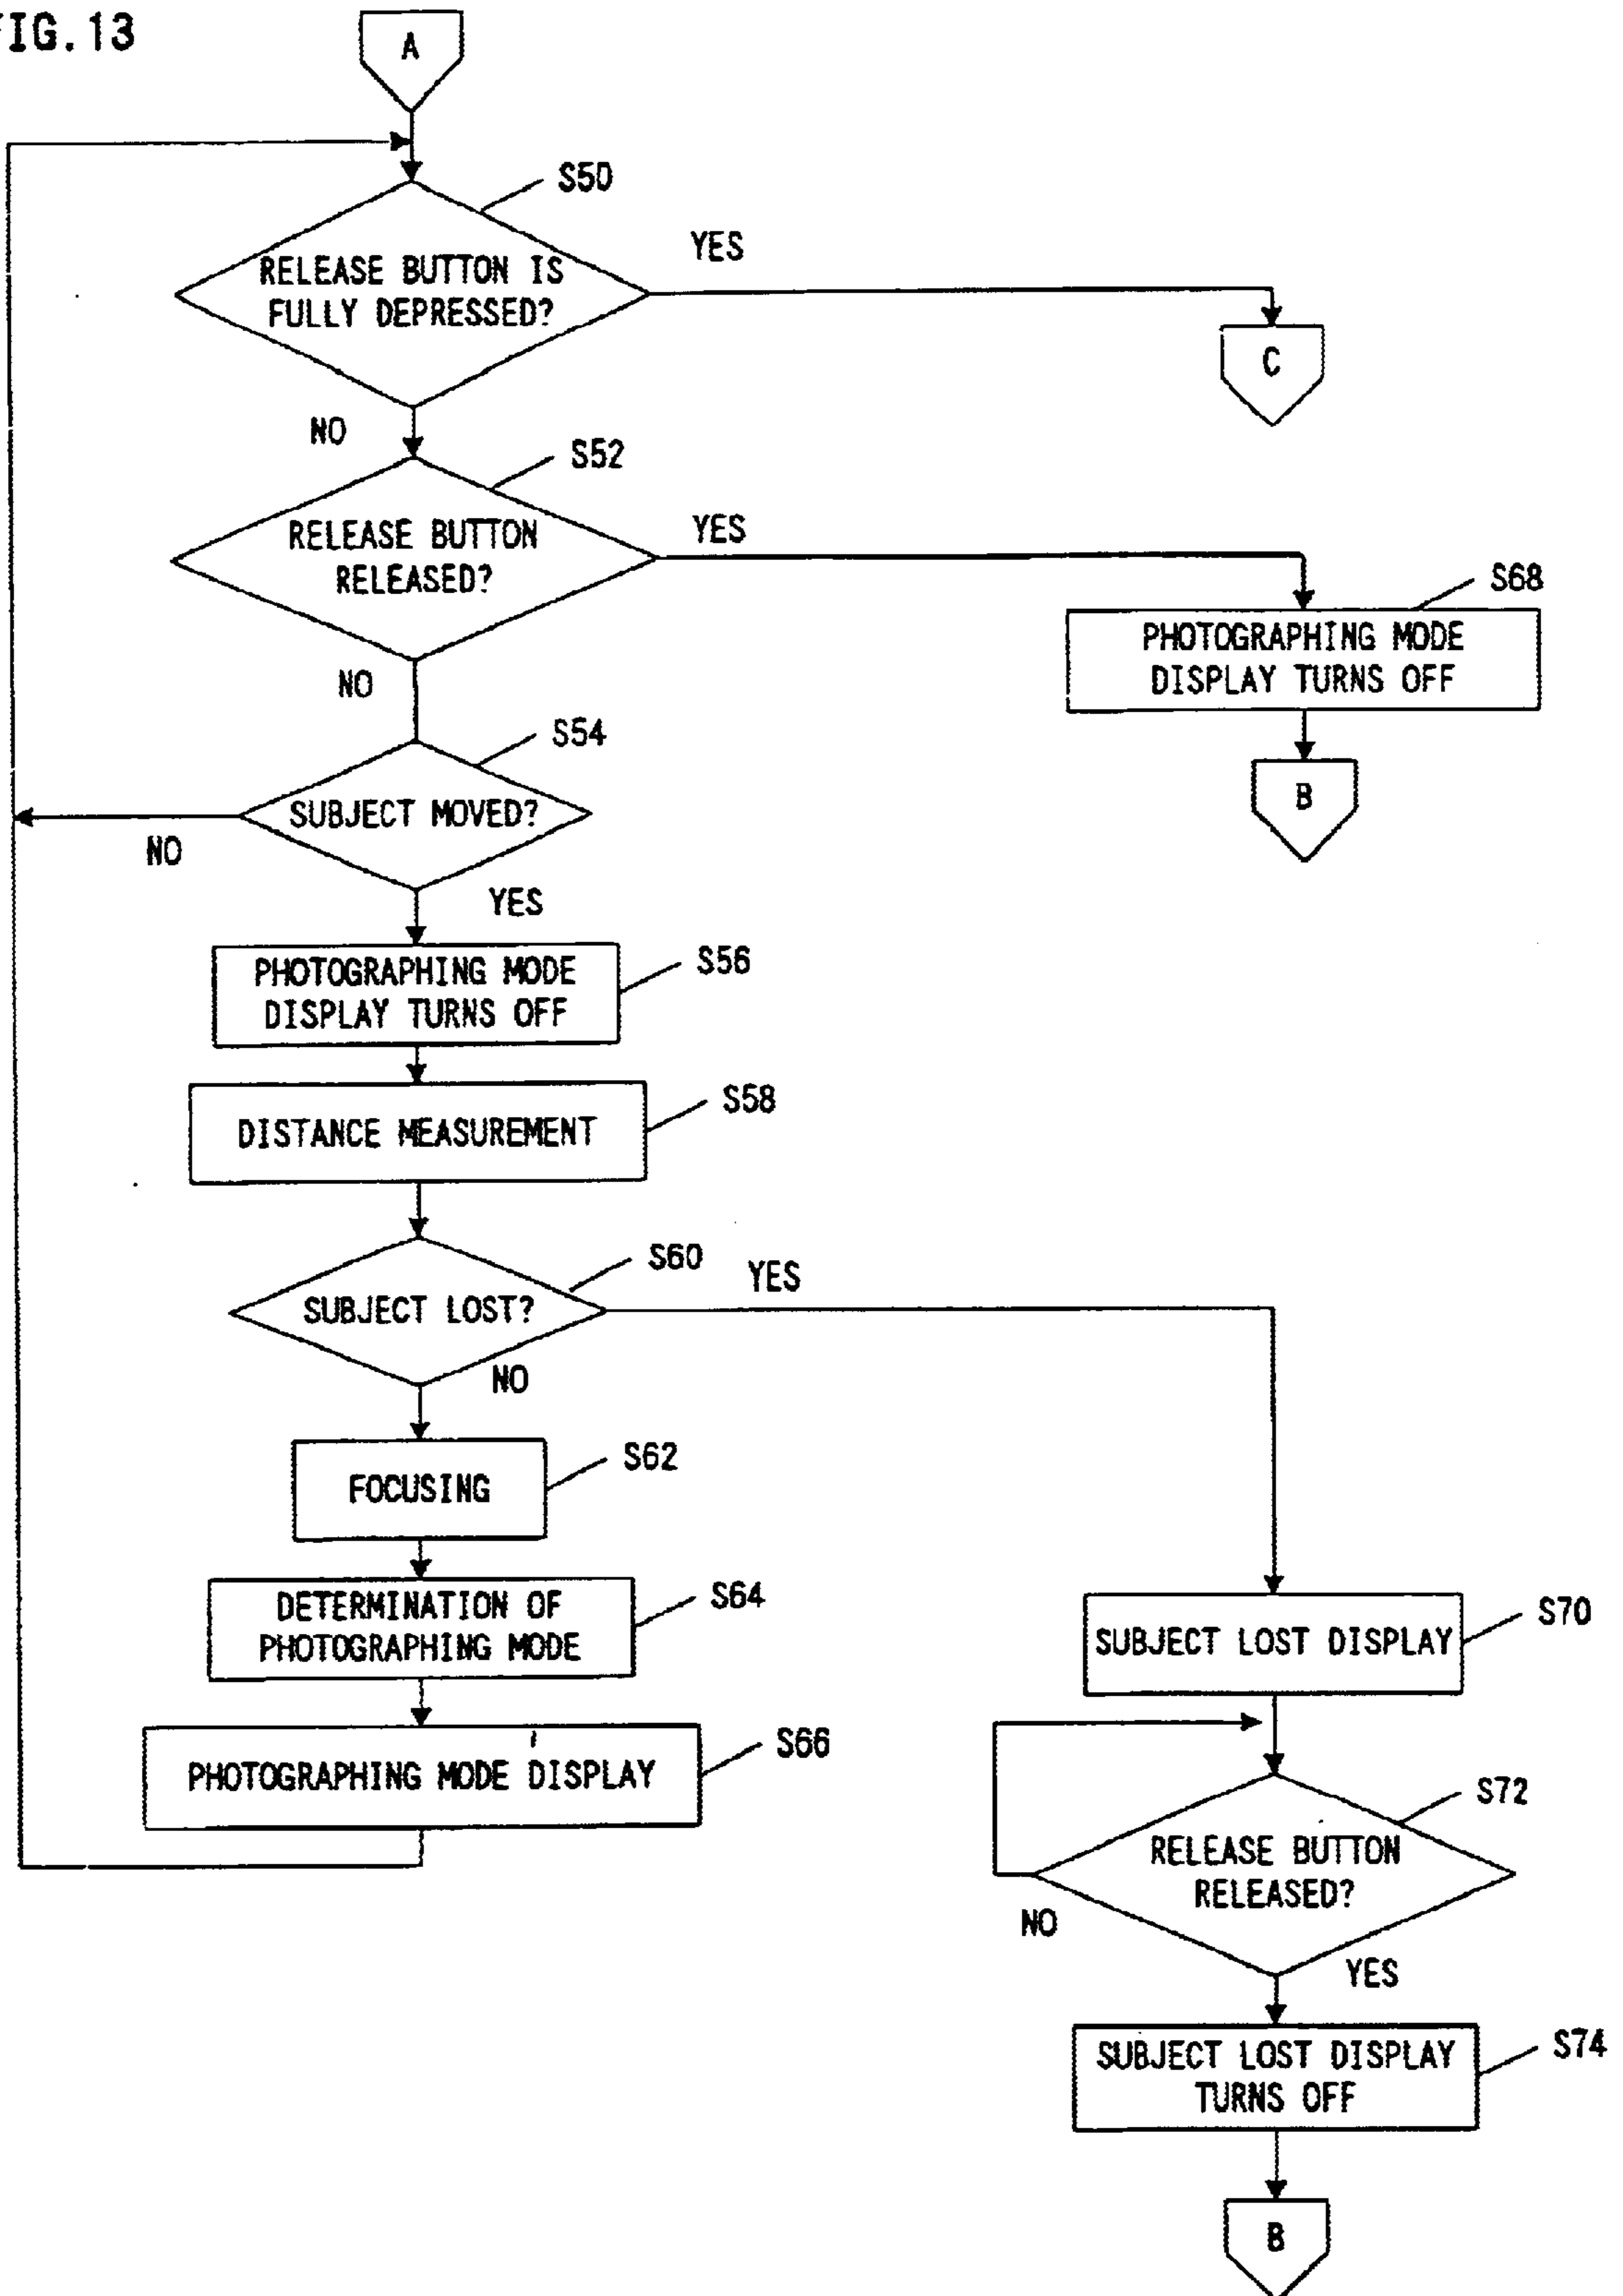 FIG.13
A
S50
RELEASE BUTTON IS
FULLY DEPRESSED?
YES
C
NO
S52
RELEASE BUTTON
RELEASED?
YES
S68
PHOTOGRAPHING MODE
DISPLAY TURNS OFF
B
NO
S54
SUBJECT MOVED?
NO
YES
S56
PHOTOGRAPHING MODE
DISPLAY TURNS OFF
S58
DISTANCE MEASUREMENT
S60
SUBJECT LOST?
YES
NO
S62
FOCUSING
S64
DETERMINATION OF
PHOTOGRAPHING MODE
S66
PHOTOGRAPHING MODE DISPLAY
S70
SUBJECT LOST DISPLAY
S72
RELEASE BUTTON
RELEASED?
NO
YES
S74
SUBJECT LOST DISPLAY
TURNS OFF
B